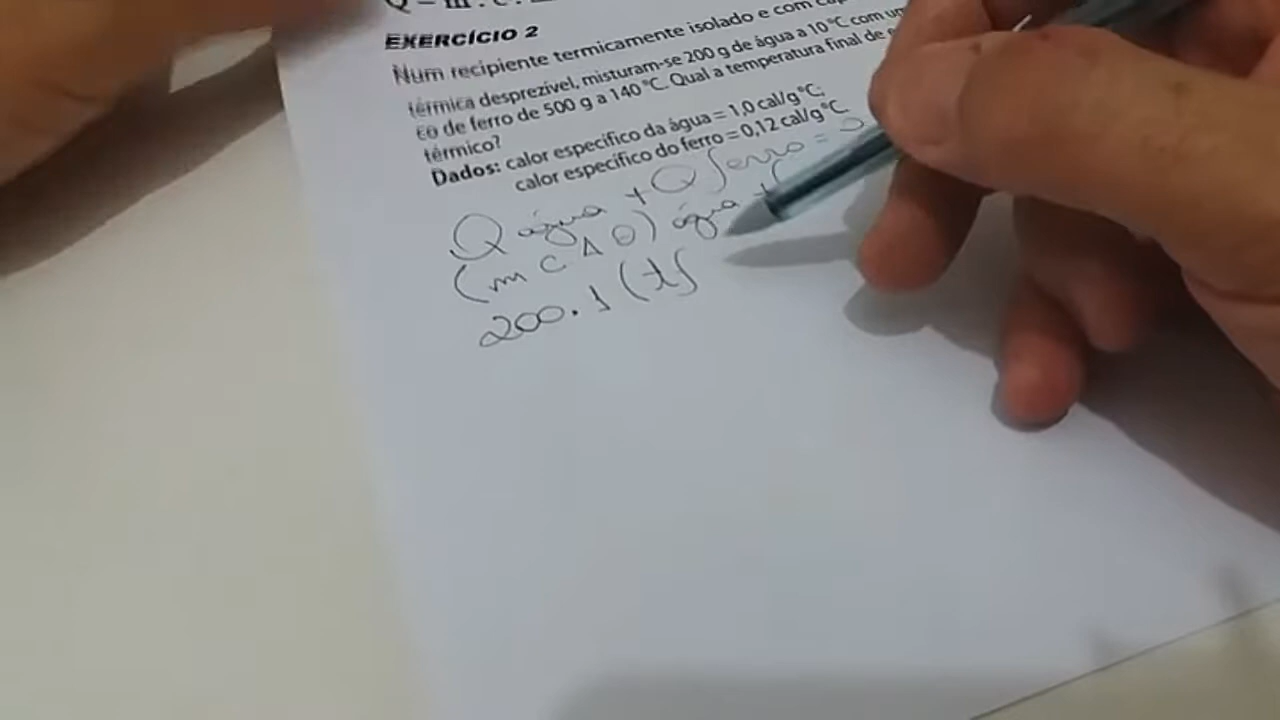 Q = m . c .
EXERCÍCIO 2
Num recipiente termicamente isolado e com
térmica desprezível, misturam-se 200 g de água a 10 °C com um
co de ferro de 500 g a 140 °C. Qual a temperatura final de
térmico?
Dados: calor específico da água = 1,0 cal/g°C;
calor específico do ferro = 0,12 cal/g°C.
Q água + Q ferro =
(m c Δ θ) água + (
200 . 1 (tf